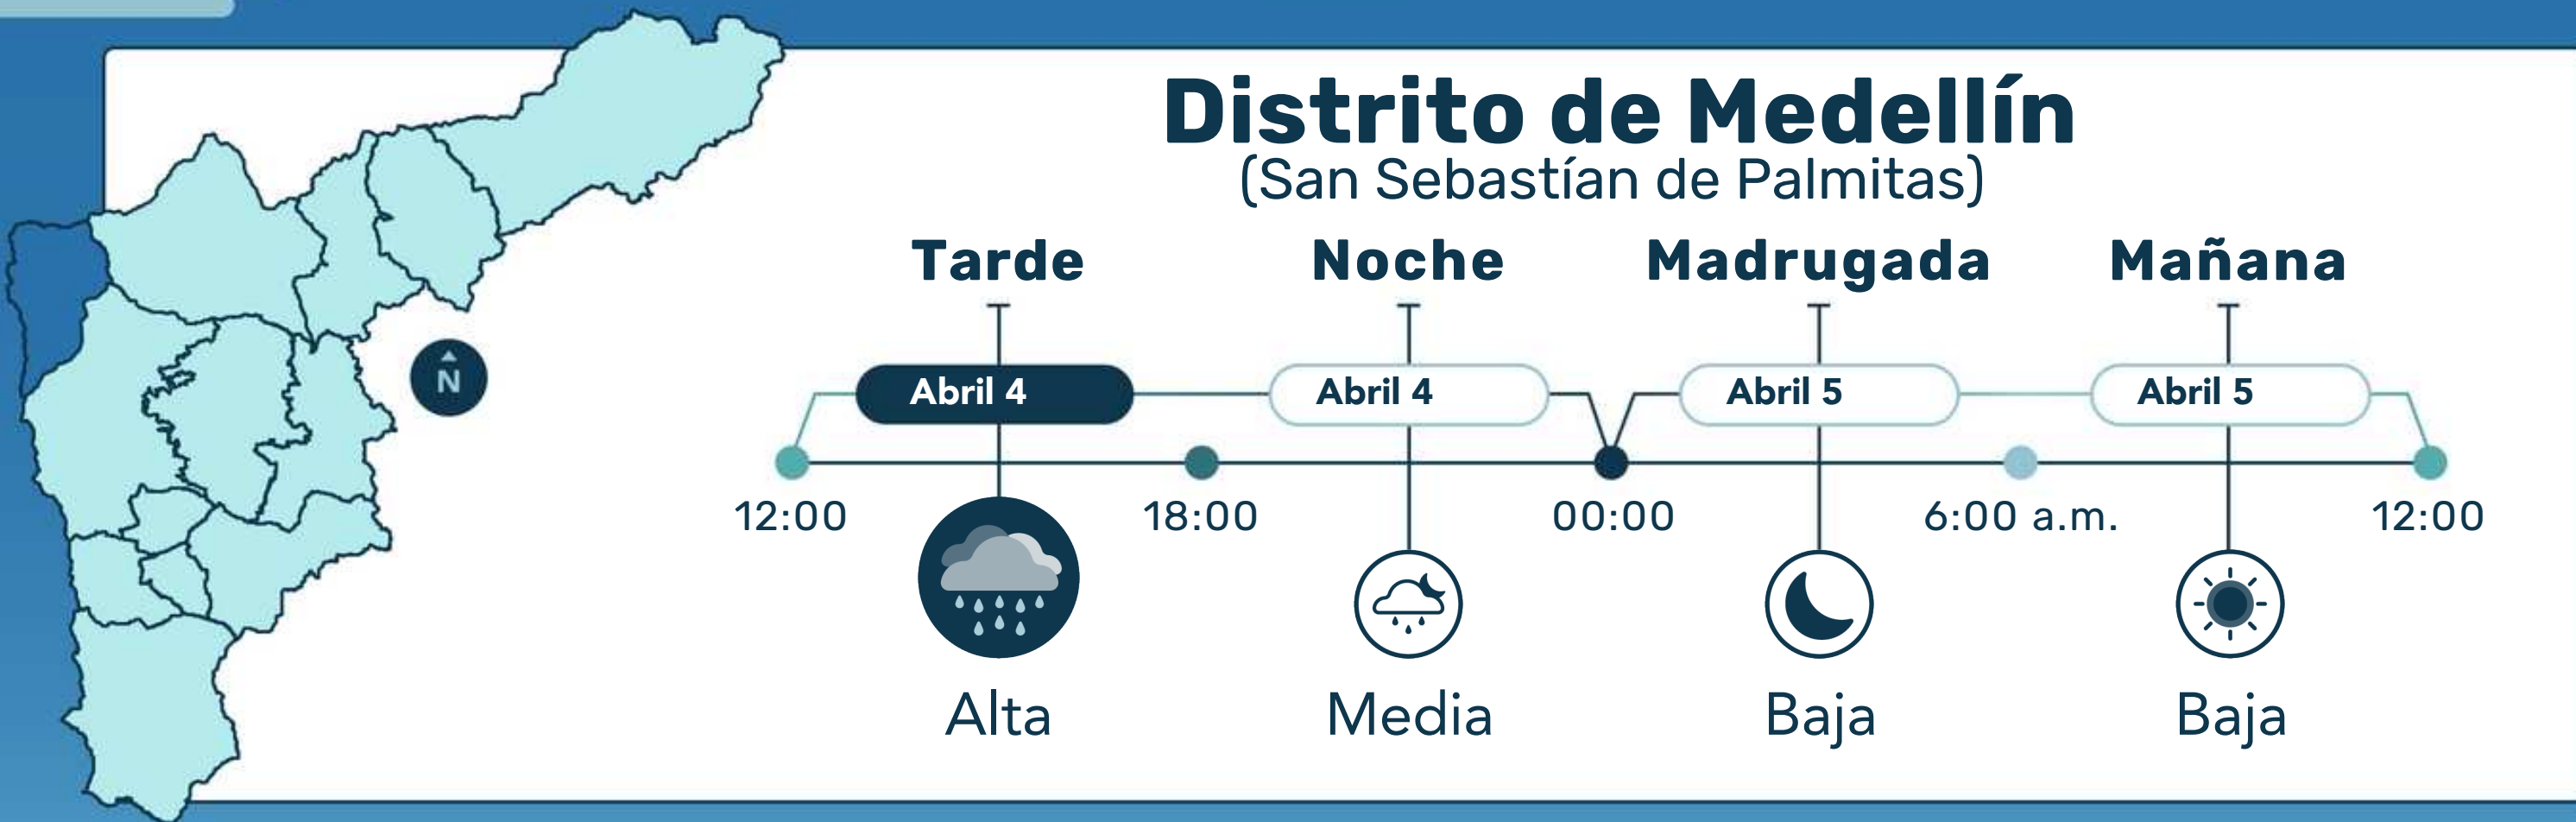 Distrito de Medellín
(San Sebastían de Palmitas)
Tarde Noche Madrugada Mañana
Abril 4 Abril 4 Abril 5 Abril 5
N
12:00 18:00 00:00 6:00 a.m. 12:00
Alta Media Baja Baja